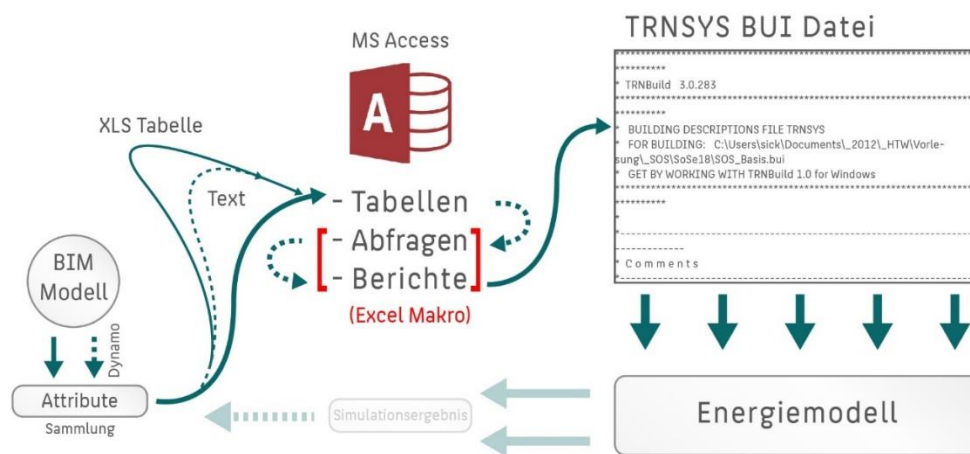 TRNSYS BUI Datei
MS Access
A
XLS Tabelle
Text
- Tabellen
- Abfragen
- Berichte
(Excel Makro)
BIM
Modell
Dynamo
Attribute
Sammlung
Simulationsergebnis
Energiemodell
**********
* TRNBuild 3.0.283
**********
* BUILDING DESCRIPTIONS FILE TRNSYS
* FOR BUILDING: C:\Users\sick\Documents\_2012\_HTW\Vorle-
sung\_SOS\SoSe18\SOS_Basis.bui
* GET BY WORKING WITH TRNBuild 1.0 for Windows
**********
*
*-----------
* C o m m e n t s
*-----------